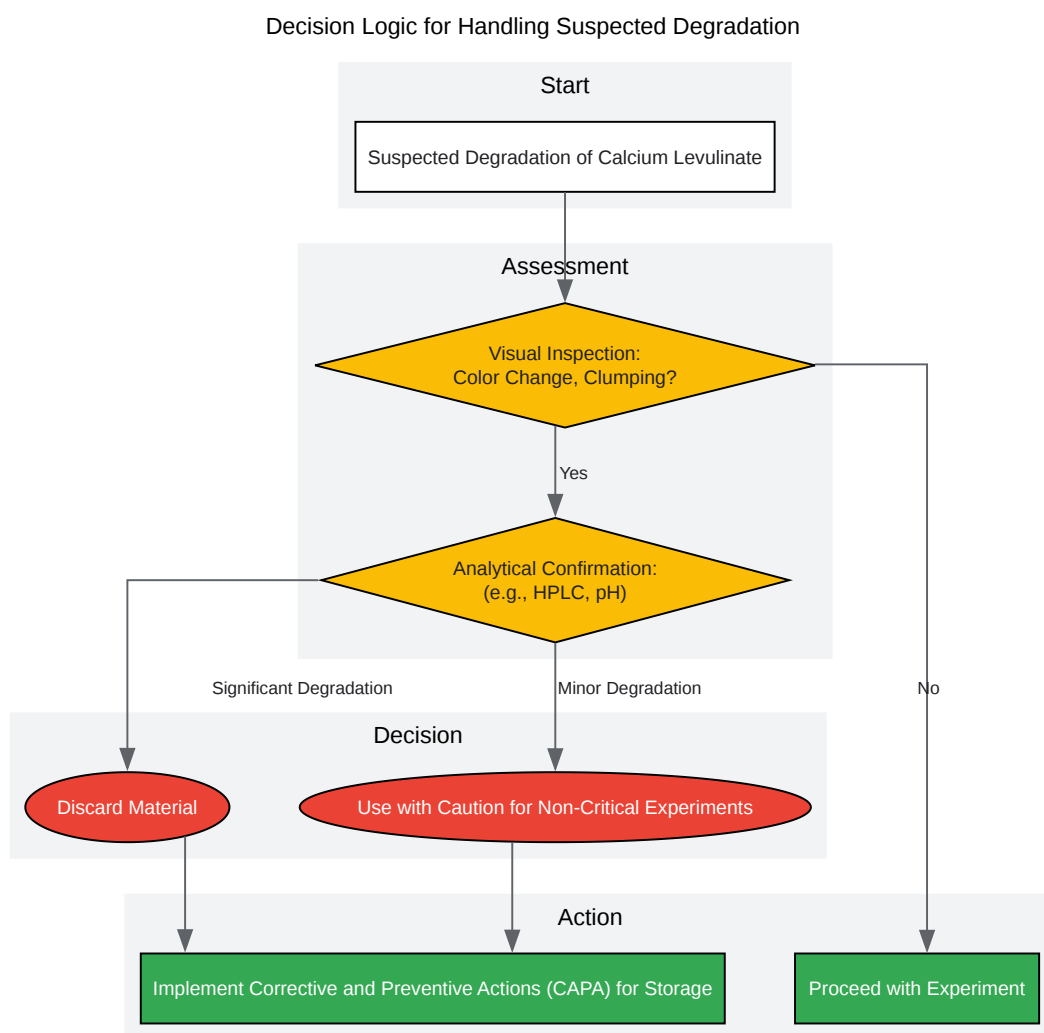 Decision Logic for Handling Suspected Degradation
Start
Suspected Degradation of Calcium Levulinate
Assessment
Visual Inspection:
Color Change, Clumping?
Yes
Analytical Confirmation:
(e.g., HPLC, pH)
Significant Degradation
Minor Degradation
No
Decision
Discard Material
Use with Caution for Non-Critical Experiments
Action
Implement Corrective and Preventive Actions (CAPA) for Storage
Proceed with Experiment